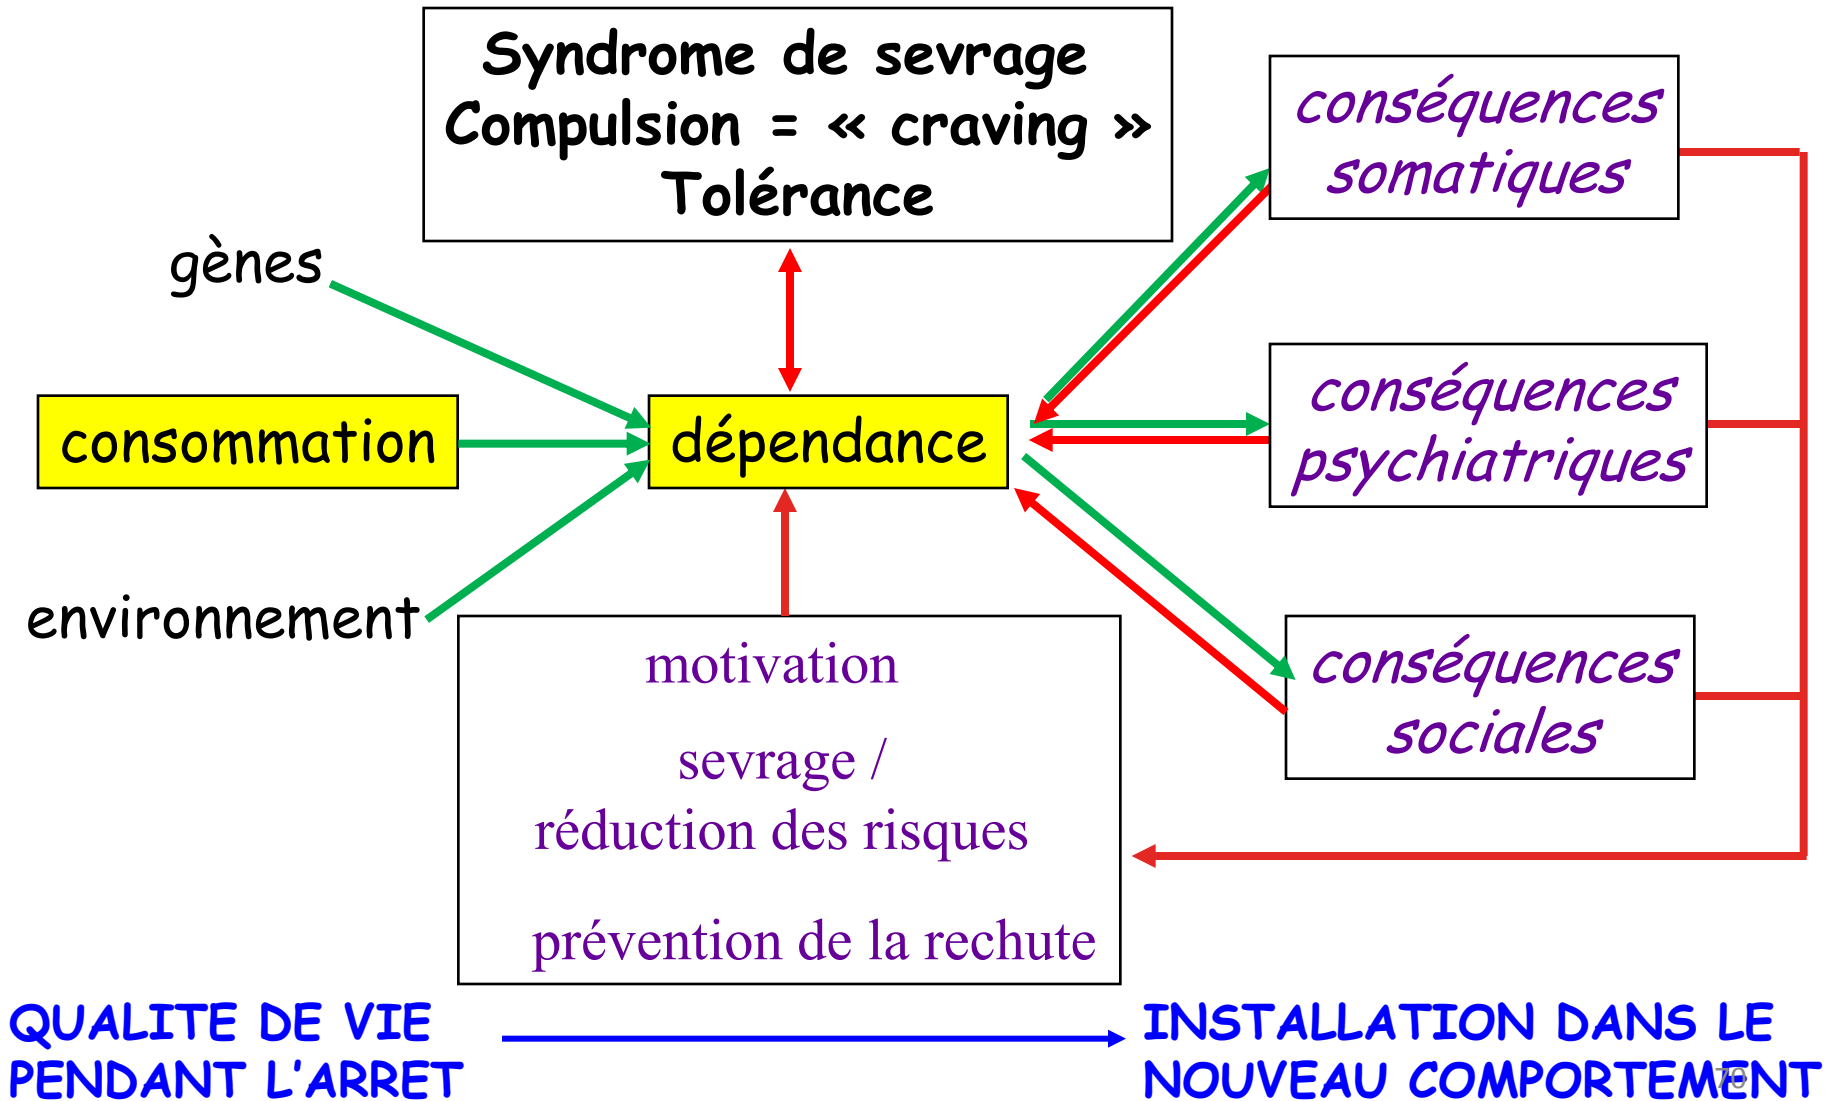 Syndrome de sevrage
Compulsion = « craving »
Tolérance
conséquences
somatiques
gènes
consommation
dépendance
conséquences
psychiatriques
environnement
motivation
sevrage /
réduction des risques
prévention de la rechute
conséquences
sociales
QUALITE DE VIE
PENDANT L’ARRET
INSTALLATION DANS LE
NOUVEAU COMPORTEMENT
70